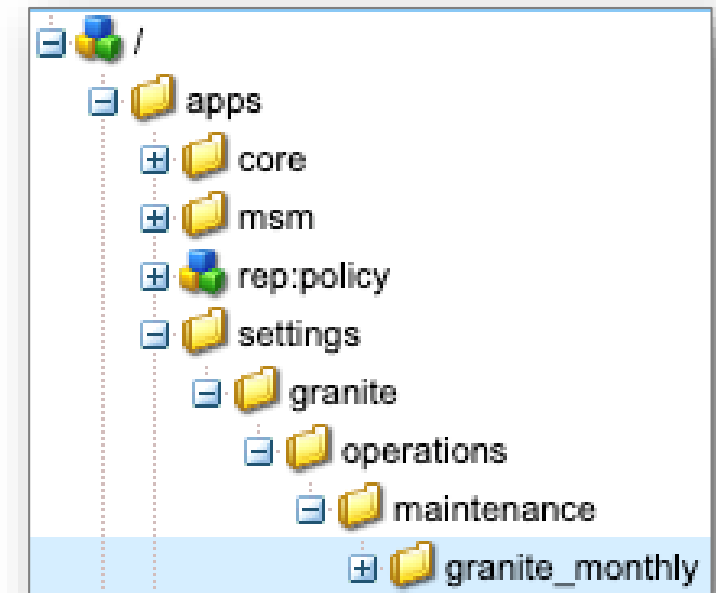 /
apps
core
msm
rep:policy
settings
granite
operations
maintenance
granite_monthly